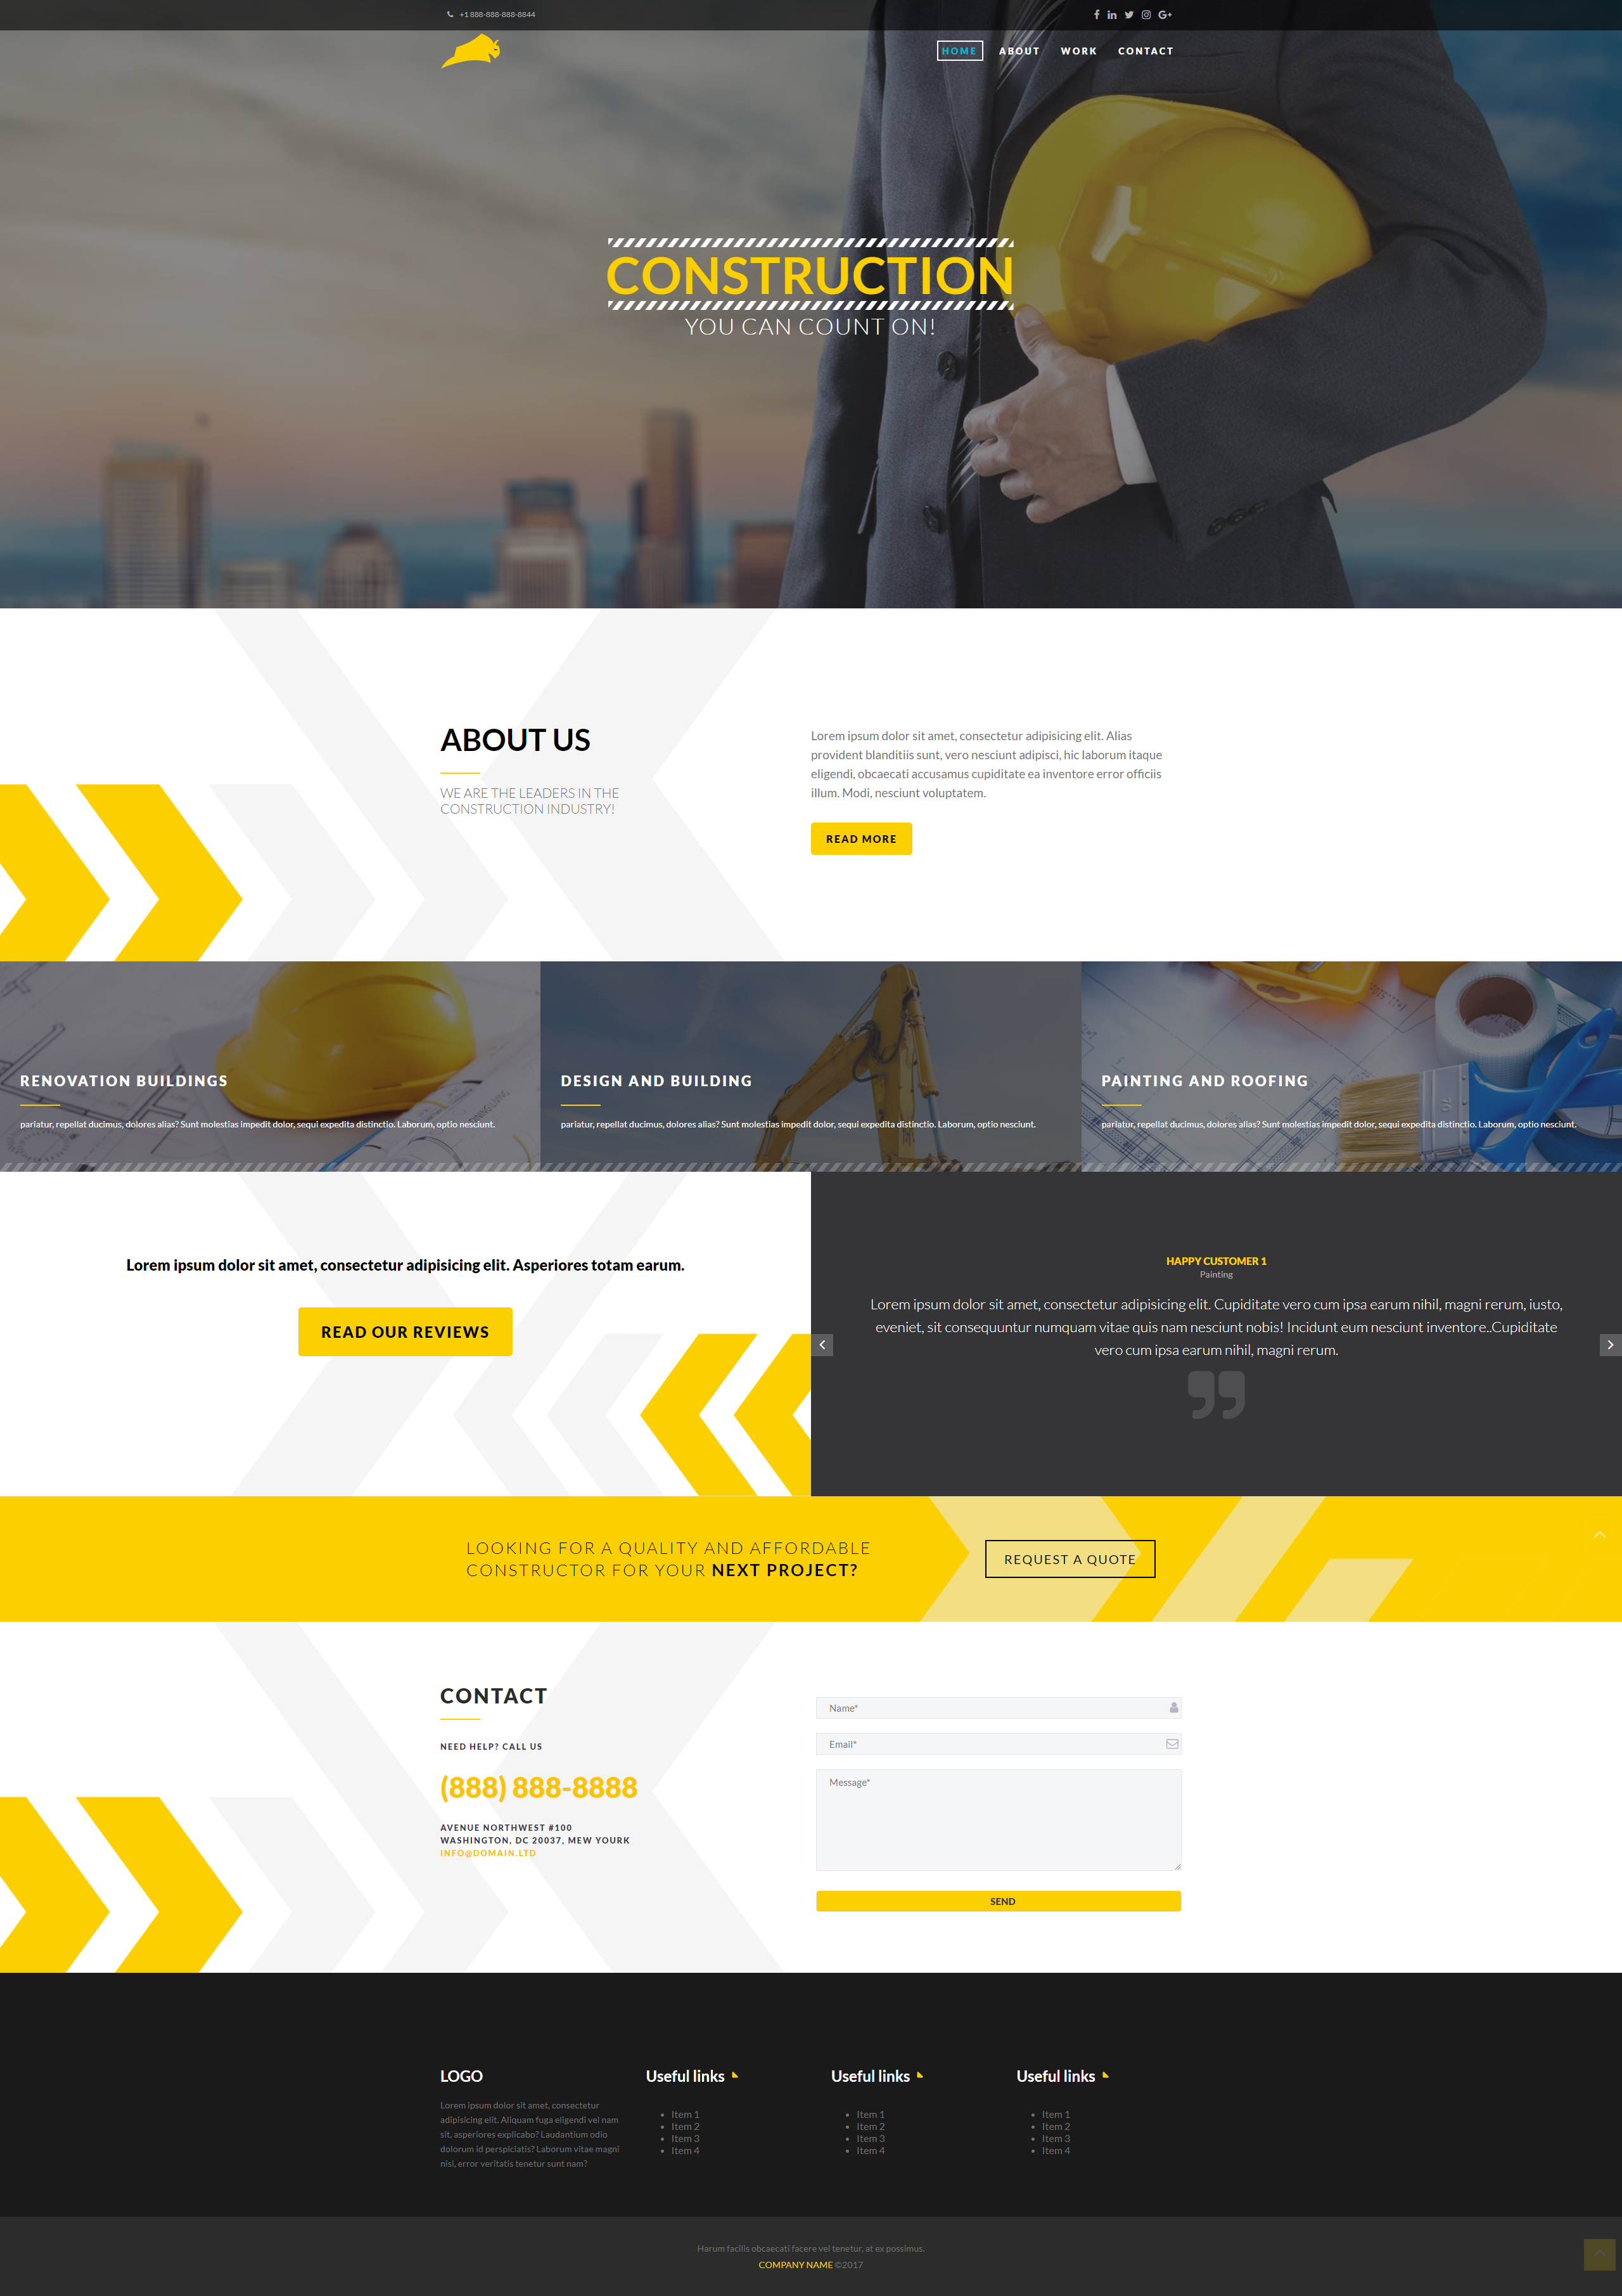 +1 888-888-888-8844
HOME ABOUT WORK CONTACT
CONSTRUCTION
YOU CAN COUNT ON!
ABOUT US
WE ARE THE LEADERS IN THE
CONSTRUCTION INDUSTRY!
Lorem ipsum dolor sit amet, consectetur adipisicing elit. Alias
provident blanditiis sunt, vero nesciunt adipisci, hic laborum itaque
eligendi, obcaecati accusamus cupiditate ea inventore error officiis
illum. Modi, nesciunt voluptatem.
READ MORE
RENOVATION BUILDINGS
pariatur, repellat ducimus, dolores alias? Sunt molestias impedit dolor, sequi expedita distinctio. Laborum, optio nesciunt.
DESIGN AND BUILDING
pariatur, repellat ducimus, dolores alias? Sunt molestias impedit dolor, sequi expedita distinctio. Laborum, optio nesciunt.
PAINTING AND ROOFING
pariatur, repellat ducimus, dolores alias? Sunt molestias impedit dolor, sequi expedita distinctio. Laborum, optio nesciunt.
Lorem ipsum dolor sit amet, consectetur adipisicing elit. Asperiores totam earum.
READ OUR REVIEWS
HAPPY CUSTOMER 1
Painting
Lorem ipsum dolor sit amet, consectetur adipisicing elit. Cupiditate vero cum ipsa earum nihil, magni rerum, iusto,
eveniet, sit consequuntur numquam vitae quis nam nesciunt nobis! Incidunt eum nesciunt inventore..Cupiditate
vero cum ipsa earum nihil, magni rerum.
LOOKING FOR A QUALITY AND AFFORDABLE
CONSTRUCTOR FOR YOUR NEXT PROJECT?
REQUEST A QUOTE
CONTACT
NEED HELP? CALL US
(888) 888-8888
AVENUE NORTHWEST #100
WASHINGTON, DC 20037, MEW YOURK
INFO@DOMAIN.LTD
Name*
Email*
Message*
SEND
LOGO
Lorem ipsum dolor sit amet, consectetur
adipisicing elit. Aliquam fuga eligendi vel nam
sit, asperiores explicabo? Laudantium odio
dolorum id perspiciatis? Laborum vitae magni
nisi, error veritatis tenetur sunt nam?
Useful links
Item 1
Item 2
Item 3
Item 4
Useful links
Item 1
Item 2
Item 3
Item 4
Useful links
Item 1
Item 2
Item 3
Item 4
Harum facilis obcaecati facere vel tenetur, at ex possimus.
COMPANY NAME ©2017